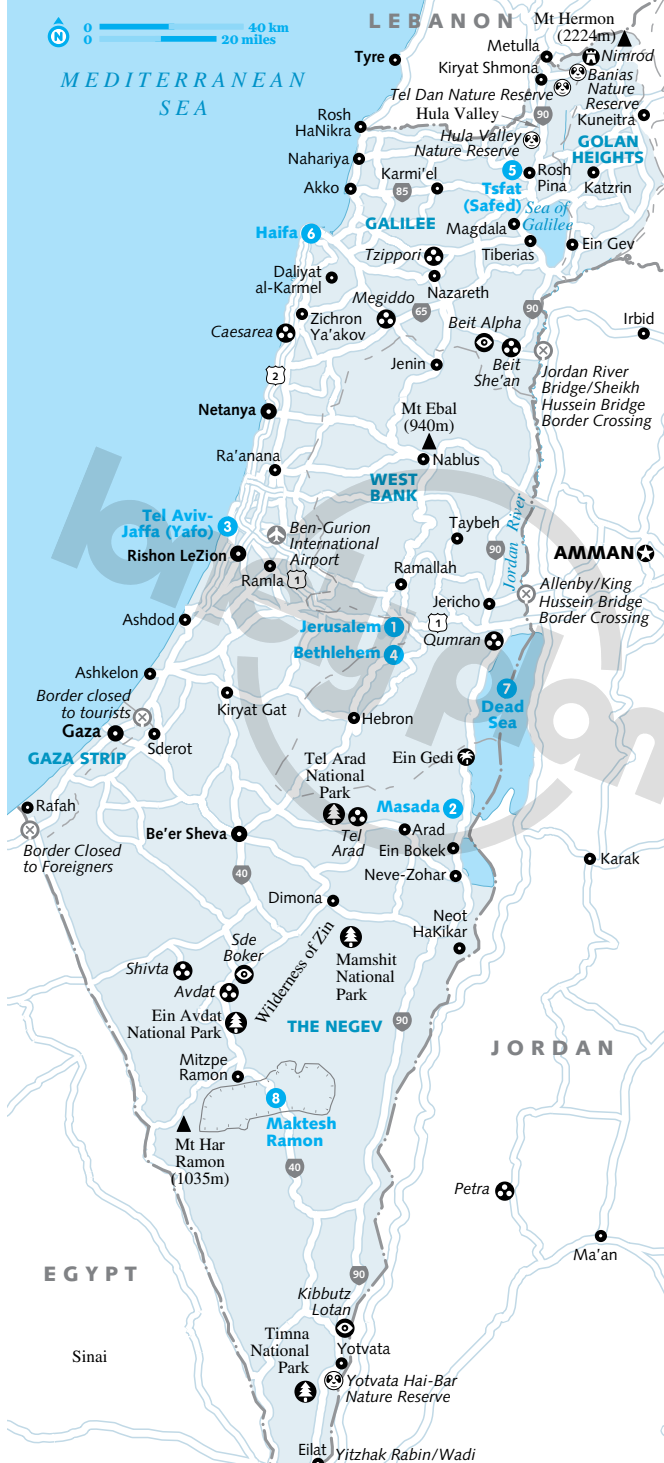 LEBANON
Mt Hermon
(2224m)
0 40 km
0 20 miles
N
Metulla
Nimrod
Tyre
Kiryat Shmona
Banias
Nature
Reserve
MEDITERRANEAN
SEA
Tel Dan Nature Reserve
Hula Valley
90
Kuneitra
Rosh
HaNikra
Hula Valley
Nature Reserve
GOLAN
HEIGHTS
Nahariya
Karmi'el
5
Rosh
Pina
Akko
85
Tsfat
(Safed)
Katzrin
Haifa 6
GALILEE
Magdala
Sea of
Galilee
Tzippori
Tiberias
Ein Gev
Daliyat
al-Karmel
Nazareth
Megiddo
65
90
Caesarea
Zichron
Ya'akov
Beit Alpha
Irbid
Beit
She'an
Jenin
Jordan River
Bridge/Sheikh
Hussein Bridge
Border Crossing
2
Netanya
Mt Ebal
(940m)
Ra'anana
Nablus
WEST
BANK
Tel Aviv-
Jaffa (Yafo)
3
Ben-Gurion
International
Airport
Taybeh
Jordan River
Rishon LeZion
90
AMMAN
Ramla
1
Ramallah
Allenby/King
Hussein Bridge
Border Crossing
Jericho
Ashdod
Jerusalem 1
1
Qumran
Bethlehem 4
Ashkelon
7
Dead
Sea
Border closed
to tourists
Kiryat Gat
Hebron
Gaza
Sderot
GAZA STRIP
Tel Arad
National
Park
Ein Gedi
Rafah
Masada 2
Be'er Sheva
Tel
Arad
Arad
Border Closed
to Foreigners
Ein Bokek
Karak
40
Neve-Zohar
Dimona
Neot
HaKikar
Sde
Boker
Wilderness of Zin
Shivta
Mamshit
National
Park
Avdat
Ein Avdat
National Park
THE NEGEV
90
JORDAN
Mitzpe
Ramon
8
Maktesh
Ramon
Mt Har
Ramon
(1035m)
40
Petra
Ma'an
EGYPT
90
Kibbutz
Lotan
Timna
National
Park
Sinai
Yotvata
Yotvata Hai-Bar
Nature Reserve
Eilat
Yitzhak Rabin/Wadi
lonely plan